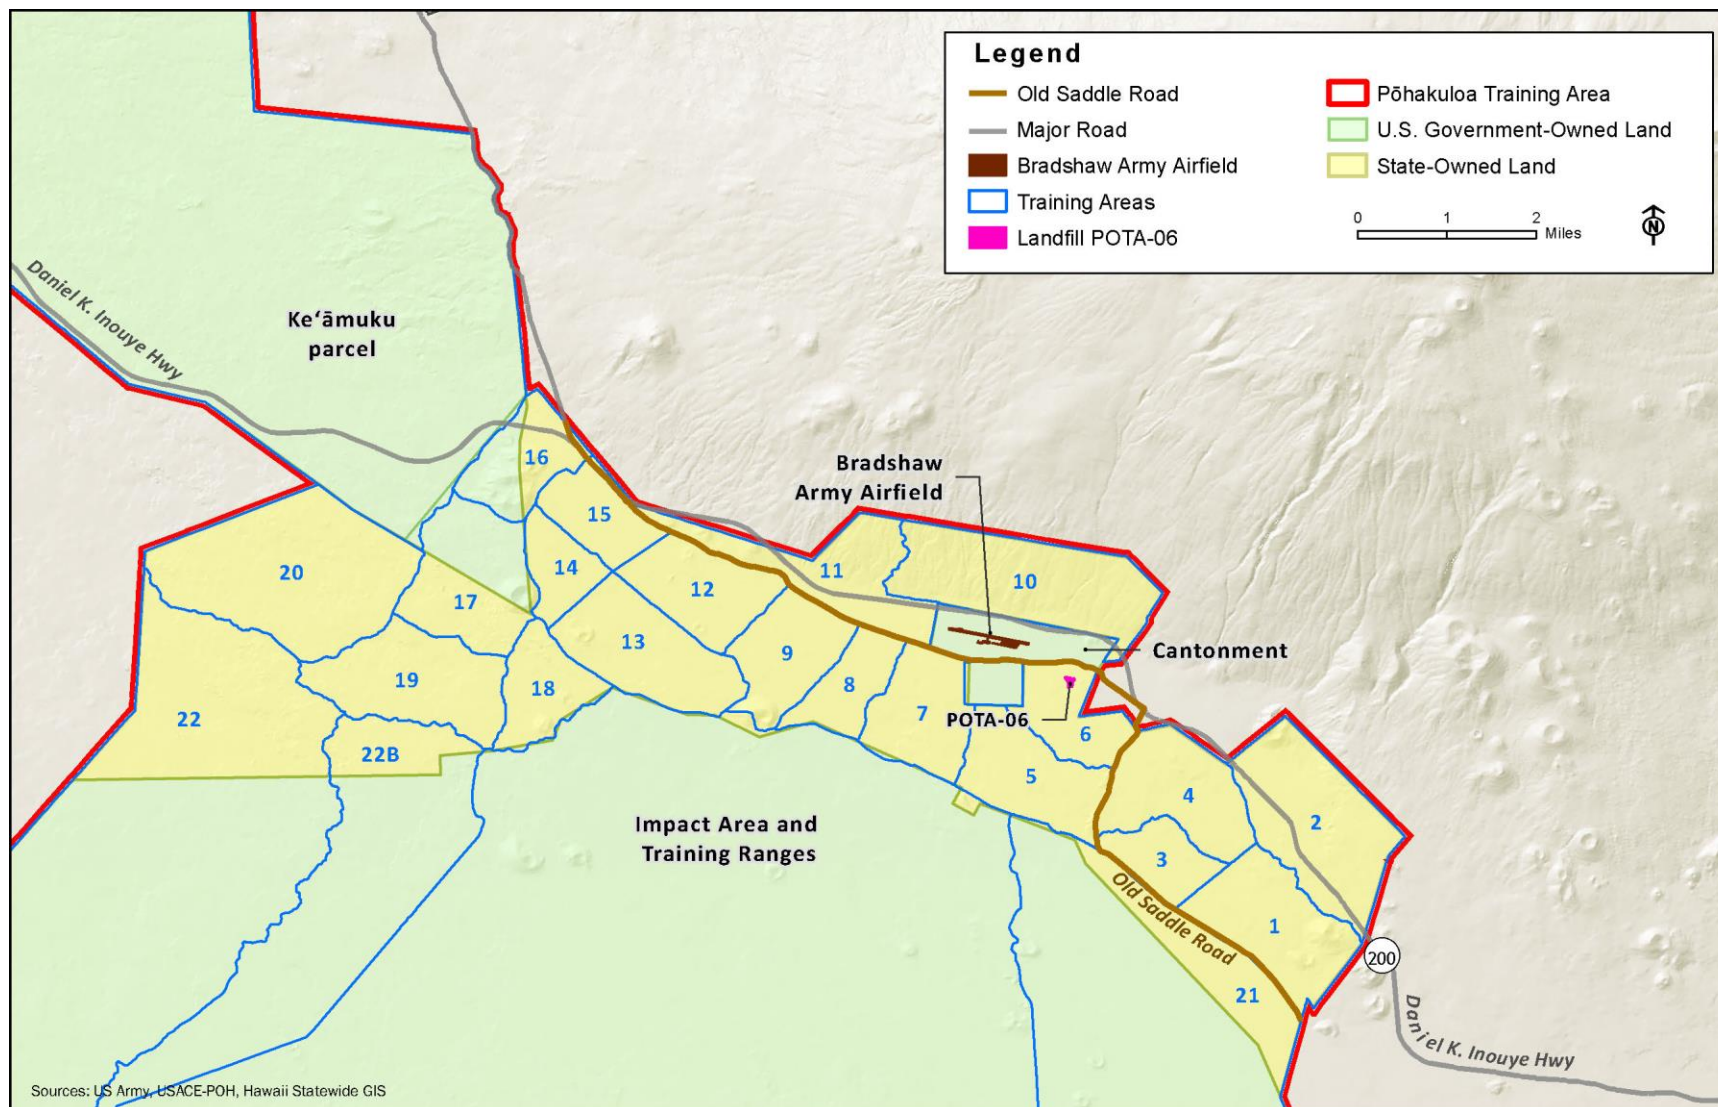 Legend
Old Saddle Road
Major Road
Bradshaw Army Airfield
Training Areas
Landfill POTA-06
Pōhakuloa Training Area
U.S. Government-Owned Land
State-Owned Land
0 1 2
Miles
N
Daniel K. Inouye Hwy
Keʻāmuku
parcel
Bradshaw
Army Airfield
16
15
14
12
11
10
20
17
13
9
8
7
Cantonment
19
18
22
22B
POTA-06
6
5
4
2
3
1
21
Impact Area and
Training Ranges
Old Saddle Road
200
Daniel K. Inouye Hwy
Sources: US Army, USACE-POH, Hawaii Statewide GIS